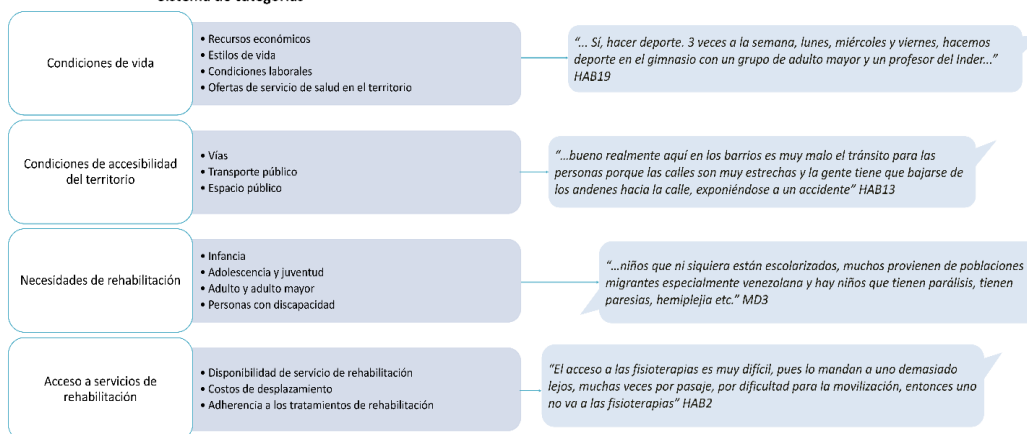 Sistema de categorías
Condiciones de vida
• Recursos económicos
• Estilos de vida
• Condiciones laborales
• Ofertas de servicio de salud en el territorio
“... Sí, hacer deporte. 3 veces a la semana, lunes, miércoles y viernes, hacemos
deporte en el gimnasio con un grupo de adulto mayor y un profesor del Inder...”
HAB19
Condiciones de accesibilidad
del territorio
• Vías
• Transporte público
• Espacio público
“...bueno realmente aquí en los barrios es muy malo el tránsito para las
personas porque las calles son muy estrechas y la gente tiene que bajarse de
los andenes hacia la calle, exponiéndose a un accidente” HAB13
Necesidades de rehabilitación
• Infancia
• Adolescencia y juventud
• Adulto y adulto mayor
• Personas con discapacidad
“...niños que ni siquiera están escolarizados, muchos provienen de poblaciones
migrantes especialmente venezolana y hay niños que tienen parálisis, tienen
paresias, hemiplejia etc.” MD3
Acceso a servicios de
rehabilitación
• Disponibilidad de servicio de rehabilitación
• Costos de desplazamiento
• Adherencia a los tratamientos de rehabilitación
“El acceso a las fisioterapias es muy difícil, pues lo mandan a uno demasiado
lejos, muchas veces por pasaje, por dificultad para la movilización, entonces uno
no va a las fisioterapias” HAB2